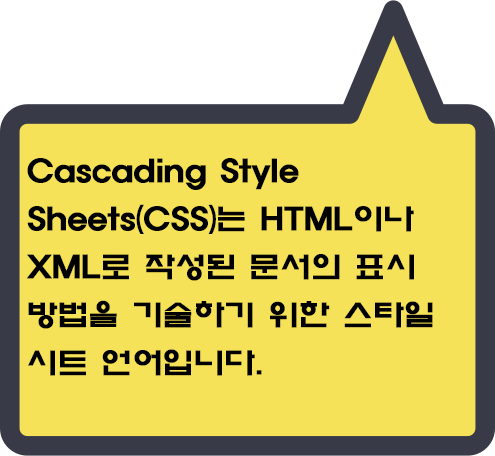 Cascading Style
Sheets(CSS)는 HTML이나
XML로 작성된 문서의 표시
방법을 기술하기 위한 스타일
시트 언어입니다.